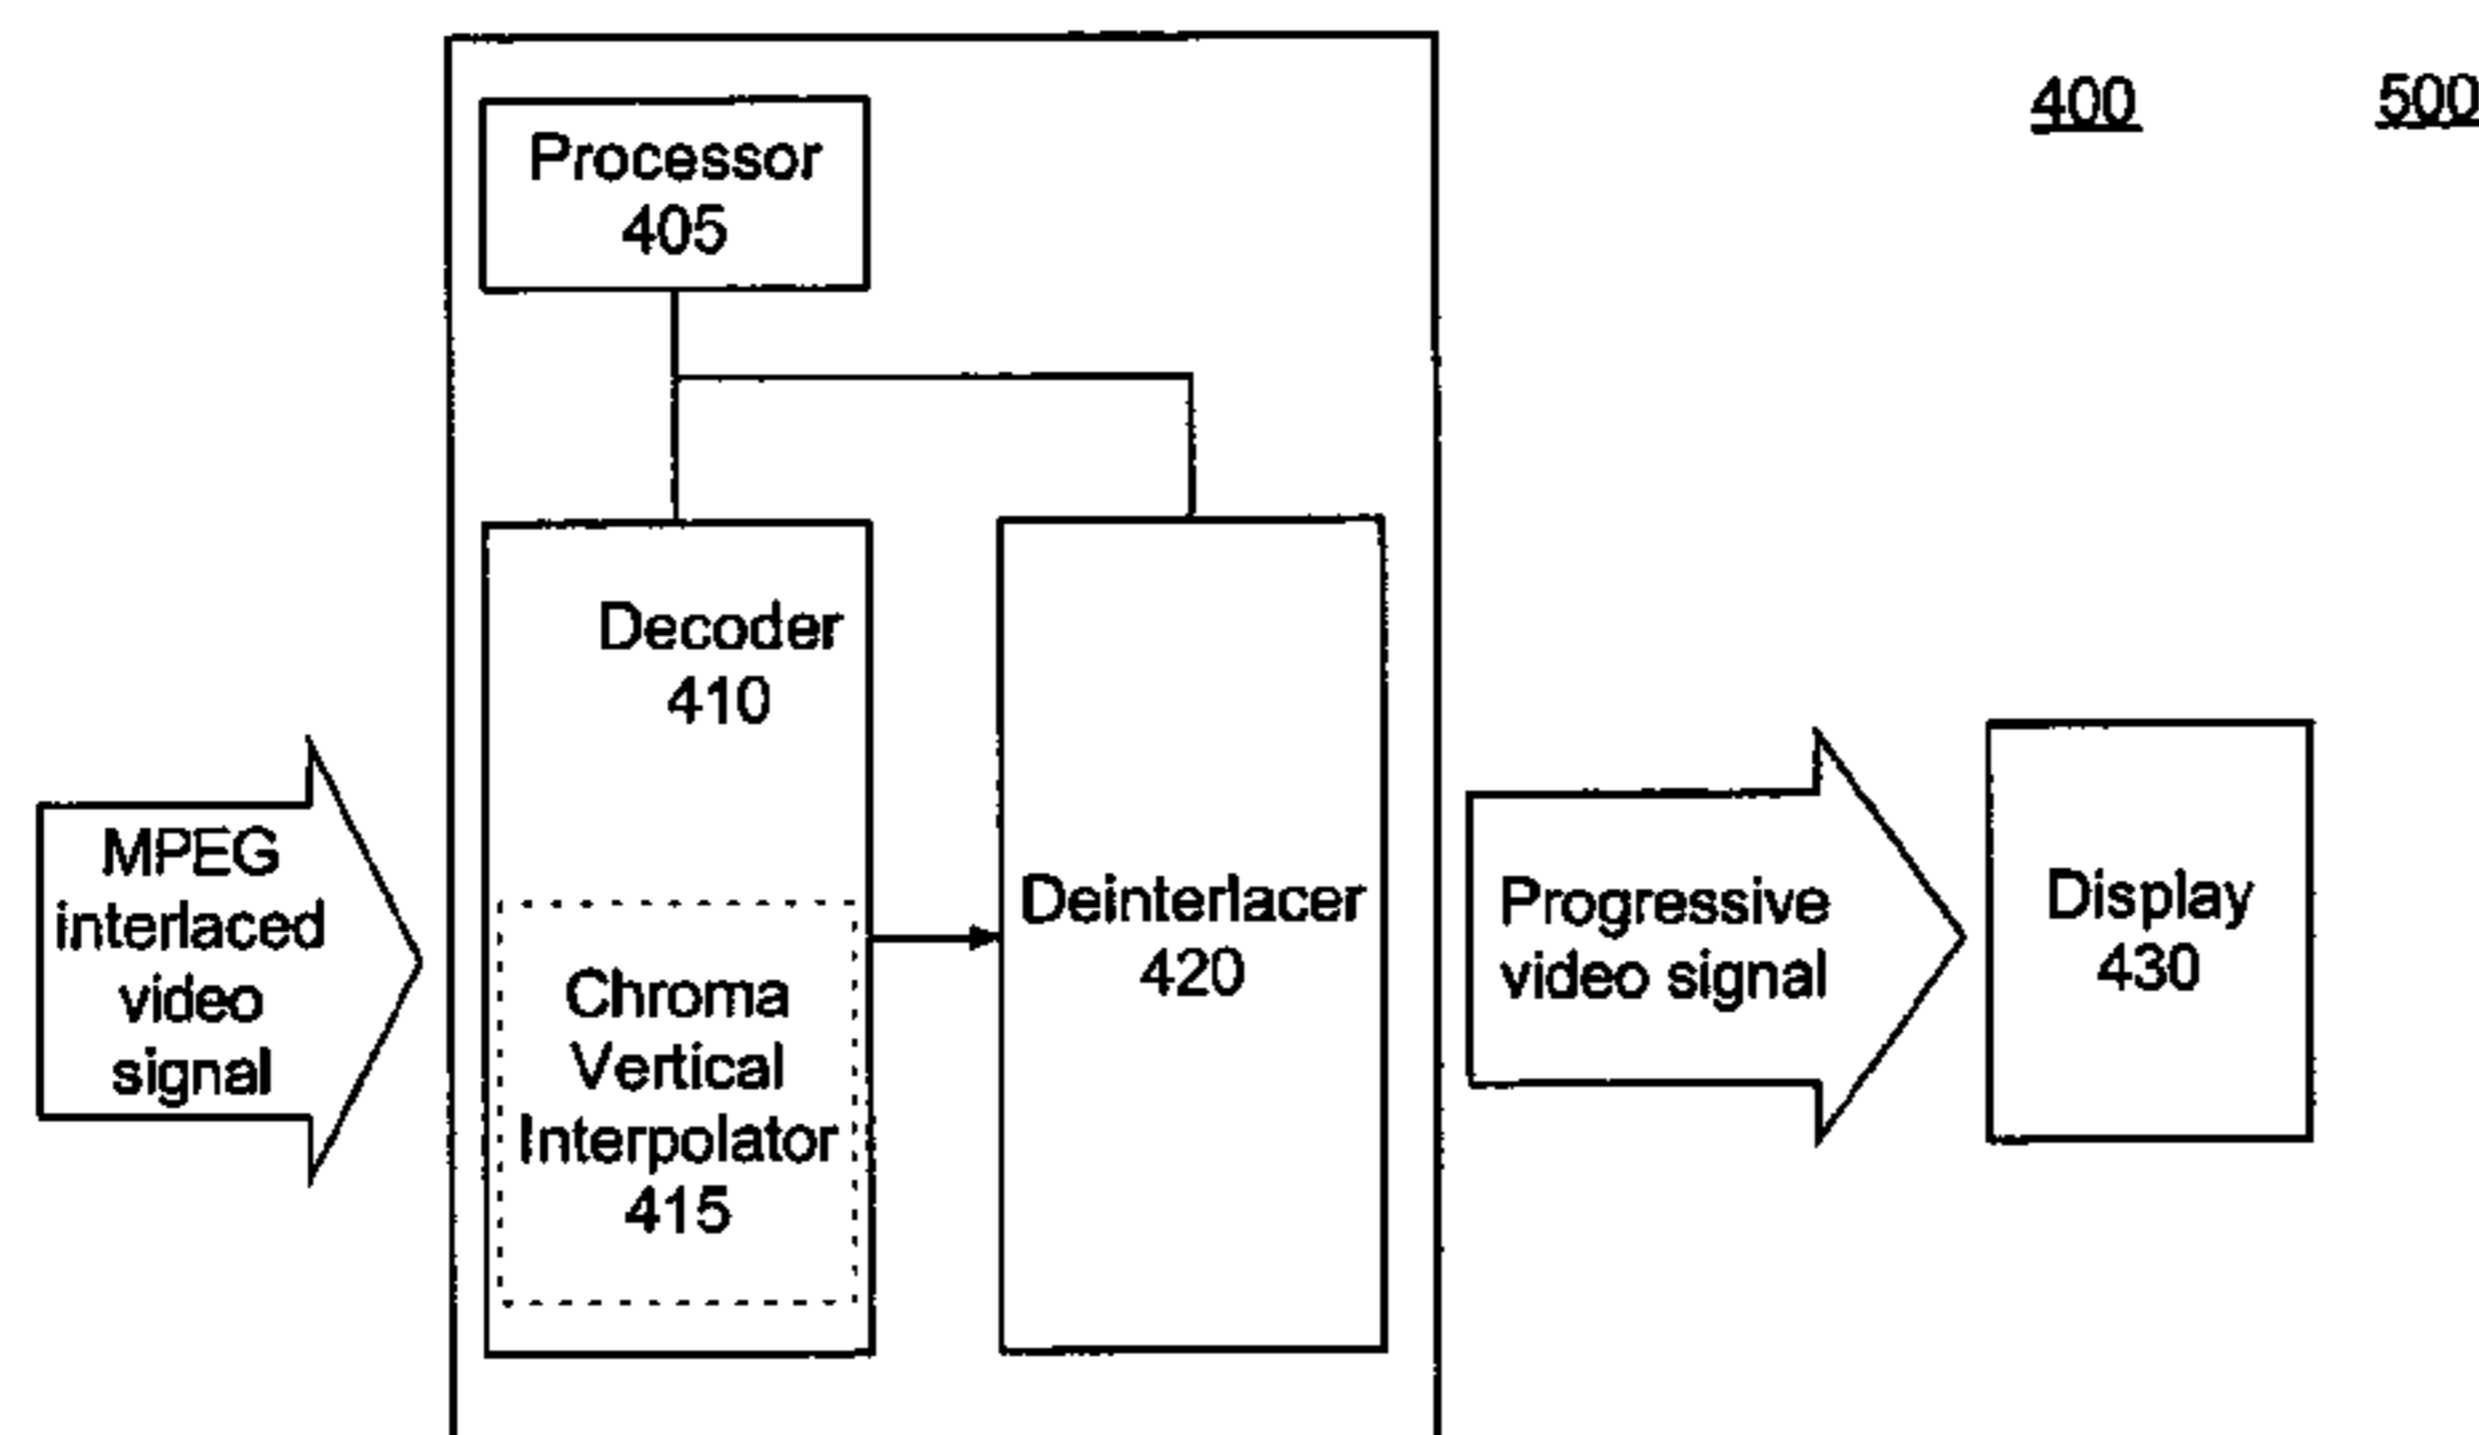 400
500
Processor
405
Decoder
410
MPEG
interlaced
video
signal
Chroma
Vertical
Interpolator
415
Deinterlacer
420
Progressive
video signal
Display
430